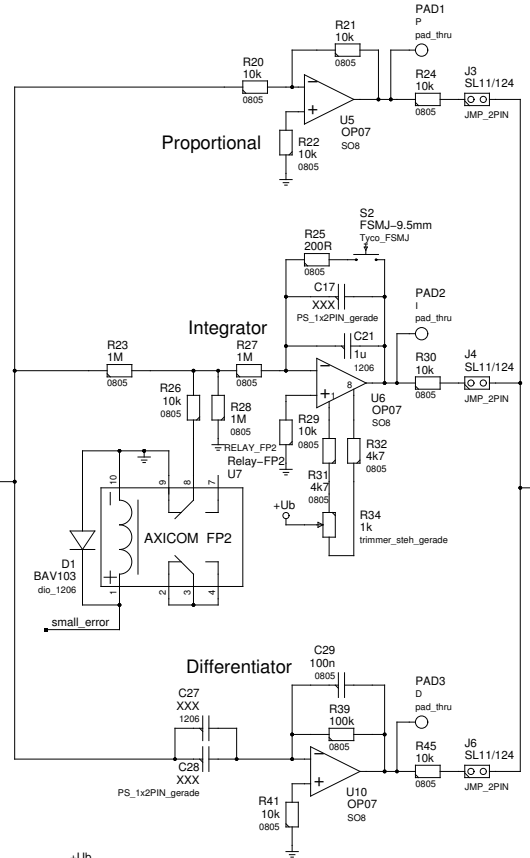 PAD1
P
pad_thru
R21
10k
0805
R20
10k
0805
R24
10k
0805
J3
SL11/124
JMP_2PIN
− +
U5
OP07
SO8
Proportional
R22
10k
0805
S2
FSMJ−9.5mm
Tyco_FSMJ
R25
200R
0805
C17
XXX
PS_1x2PIN_gerade
PAD2
I
pad_thru
Integrator
C21
1u
1206
R23
1M
0805
R27
1M
0805
R30
10k
0805
J4
SL11/124
JMP_2PIN
− + 1 8
U6
OP07
SO8
R26
10k
0805
R28
1M
0805
R29
10k
0805
R32
4k7
0805
R31
4k7
0805
RELAY_FP2
Relay−FP2
U7
+Ub
R34
1k
trimmer_steh_gerade
10 9 8 7
AXICOM FP2
− +
D1
BAV103
dio_1206
1 2 3 4
small_error
Differentiator
C29
100n
0805
R39
100k
0805
C27
XXX
1206
C28
XXX
PS_1x2PIN_gerade
PAD3
D
pad_thru
R45
10k
0805
J6
SL11/124
JMP_2PIN
− +
U10
OP07
SO8
R41
10k
0805
+Ub